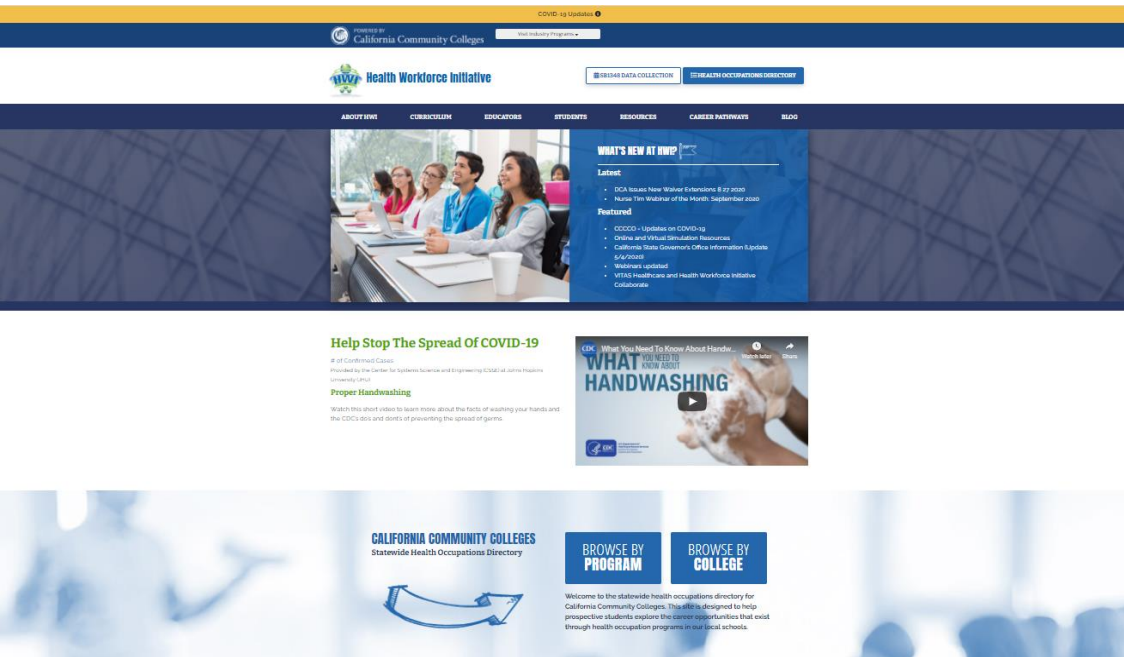 COVID-19 Updates
POWERED BY
California Community Colleges
Visit Industry Programs
HWI
Health Workforce Initiative
SB1348 DATA COLLECTION
HEALTH OCCUPATIONS DIRECTORY
ABOUT HWI
CURRICULUM
EDUCATORS
STUDENTS
RESOURCES
CAREER PATHWAYS
BLOG
WHAT'S NEW AT HWI?
Latest
DCA Issues New Waiver Extensions 8 27 2020
Nurse Tim Webinar of the Month: September 2020
Featured
CCCCO - Updates on COVID-19
Online and Virtual Simulation Resources
California State Governor's Office Information (Update
5/4/2020)
Webinars updated
VITAS Healthcare and Health Workforce Initiative
Collaborate
Help Stop The Spread Of COVID-19
# of Confirmed Cases
Provided by the Center for Systems Science and Engineering (CSSE) at Johns Hopkins
University (JHU)
Proper Handwashing
Watch this short video to learn more about the facts of washing your hands and
the CDC's dos and dont's of preventing the spread of germs.
CDC
What You Need To Know About Handw...
Watch later
Share
WHAT YOU NEED TO
KNOW ABOUT
HANDWASHING
CDC
CALIFORNIA COMMUNITY COLLEGES
Statewide Health Occupations Directory
BROWSE BY
PROGRAM
BROWSE BY
COLLEGE
Welcome to the statewide health occupations directory for
California Community Colleges. This site is designed to help
prospective students explore the career opportunities that exist
through health occupation programs in our local schools.